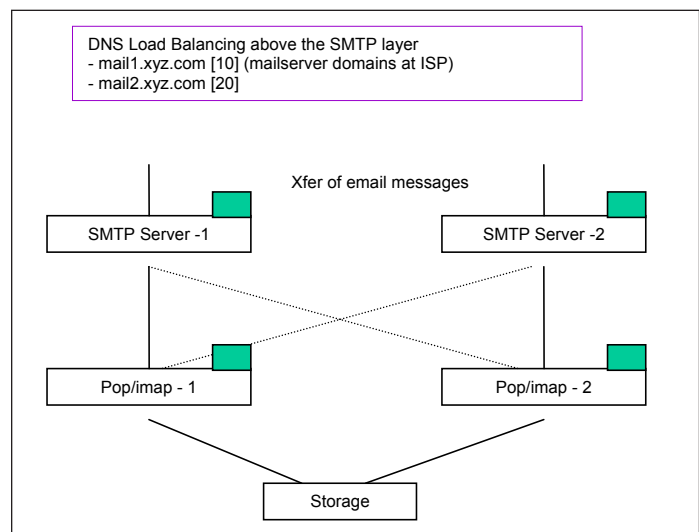 DNS Load Balancing above the SMTP layer
- mail1.xyz.com [10] (mailserver domains at ISP)
- mail2.xyz.com [20]
Xfer of email messages
SMTP Server -1
SMTP Server -2
Pop/imap - 1
Pop/imap - 2
Storage